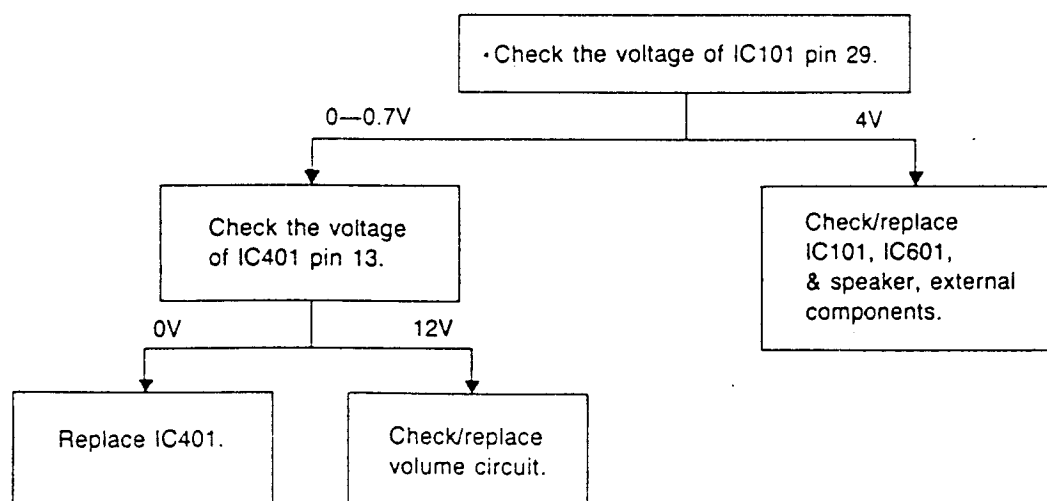 Check the voltage of IC101 pin 29.
0—0.7V
4V
Check the voltage
of IC401 pin 13.
Check/replace
IC101, IC601,
& speaker, external
components.
0V
12V
Replace IC401.
Check/replace
volume circuit.